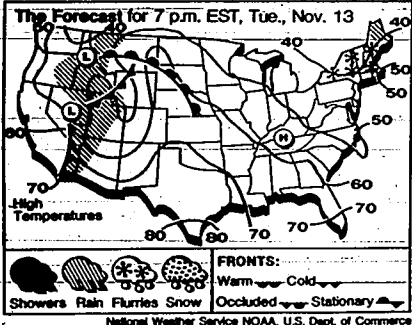 The Forecast for 7 p.m. EST, Tue., Nov. 13
50 40 40 40
L
50
50
L
50
60
H
70
60
High
70
Temperatures
80 80 70 70
FRONTS:
Warm Cold
Showers Rain Flurries Snow
Occluded Stationary
National Weather Service NOAA, U.S. Dept. of Commerce